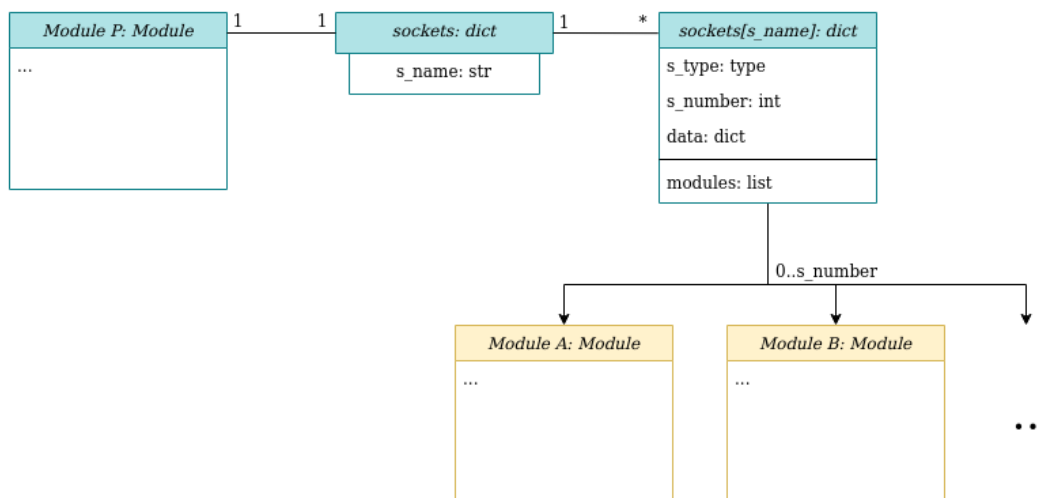 Module P: Module
...
1
1
sockets: dict
s_name: str
1
*
sockets[s_name]: dict
s_type: type
s_number: int
data: dict
modules: list
0..s_number
Module A: Module
...
Module B: Module
...
..